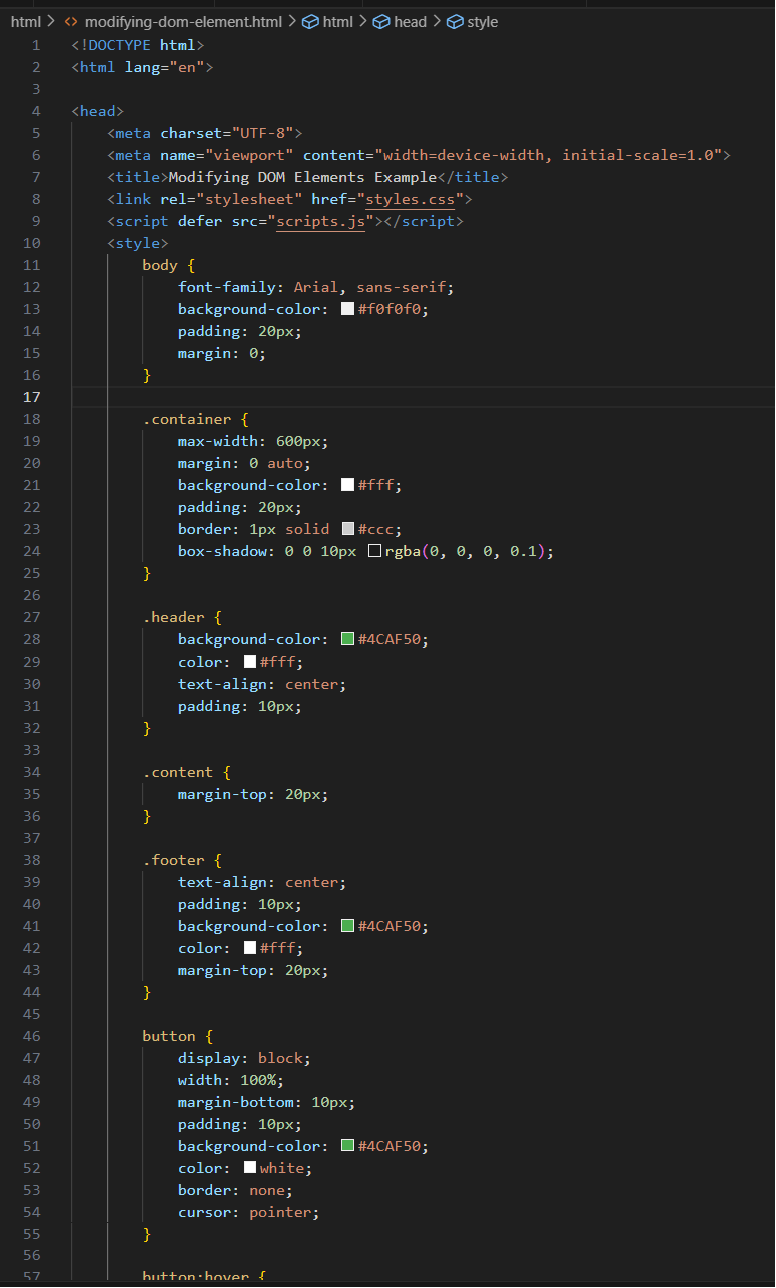 html > <> modifying-dom-element.html > html > head > style
1 <!DOCTYPE html>
2 <html lang="en">
3
4 <head>
5     <meta charset="UTF-8">
6     <meta name="viewport" content="width=device-width, initial-scale=1.0">
7     <title>Modifying DOM Elements Example</title>
8     <link rel="stylesheet" href="styles.css">
9     <script defer src="scripts.js"></script>
10     <style>
11         body {
12             font-family: Arial, sans-serif;
13             background-color: #f0f0f0;
14             padding: 20px;
15             margin: 0;
16         }
17
18         .container {
19             max-width: 600px;
20             margin: 0 auto;
21             background-color: #fff;
22             padding: 20px;
23             border: 1px solid #ccc;
24             box-shadow: 0 0 10px rgba(0, 0, 0, 0.1);
25         }
26
27         .header {
28             background-color: #4CAF50;
29             color: #fff;
30             text-align: center;
31             padding: 10px;
32         }
33
34         .content {
35             margin-top: 20px;
36         }
37
38         .footer {
39             text-align: center;
40             padding: 10px;
41             background-color: #4CAF50;
42             color: #fff;
43             margin-top: 20px;
44         }
45
46         button {
47             display: block;
48             width: 100%;
49             margin-bottom: 10px;
50             padding: 10px;
51             background-color: #4CAF50;
52             color: white;
53             border: none;
54             cursor: pointer;
55         }
56
57         button:hover {